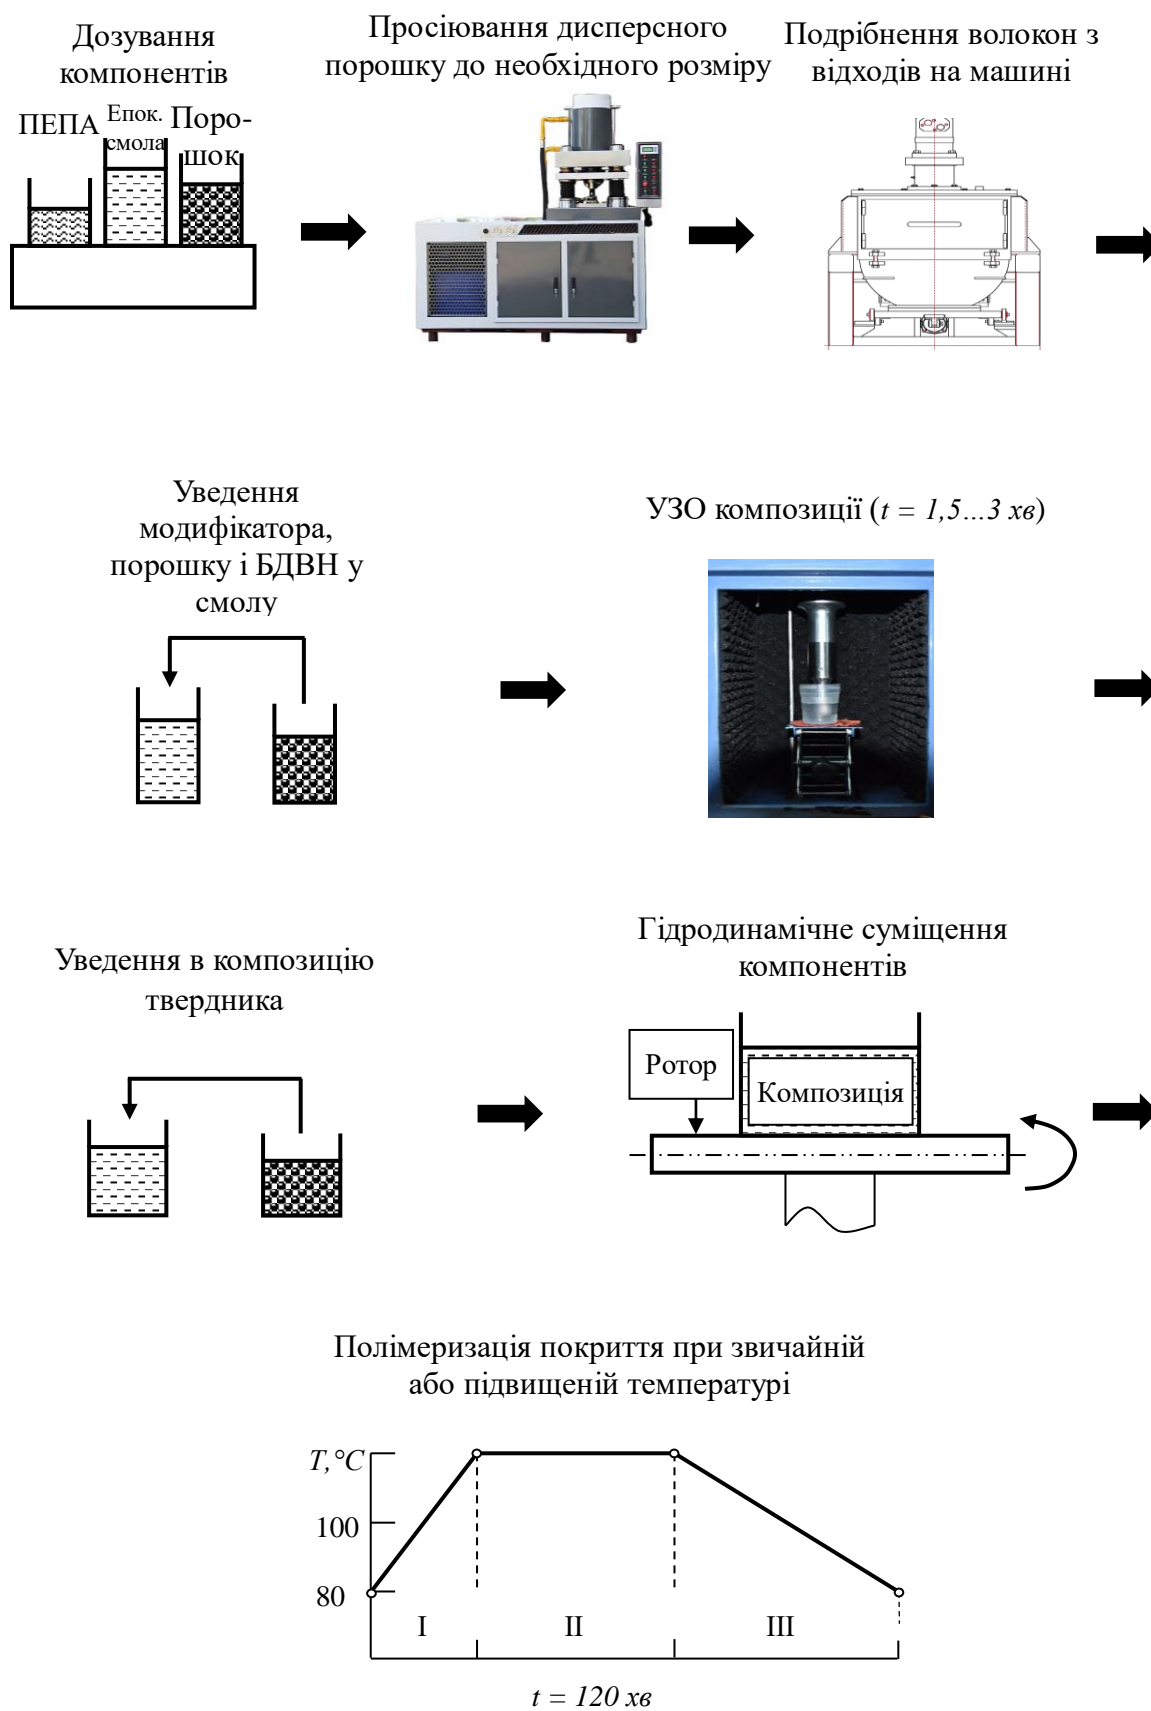 Дозування
компонентів
ПЕПА
Епок.
смола
Поро-
шок
Просіювання дисперсного
порошку до необхідного розміру
Подрібнення волокон з
відходів на машині
Уведення
модифікатора,
порошку і БДВН у
смолу
УЗО композиції (t = 1,5...3 хв)
Уведення в композицію
твердника
Гідродинамічне суміщення
компонентів
Ротор
Композиція
Полімеризація покриття при звичайній
або підвищеній температурі
T,°C
100
80
I
II
III
t = 120 хв